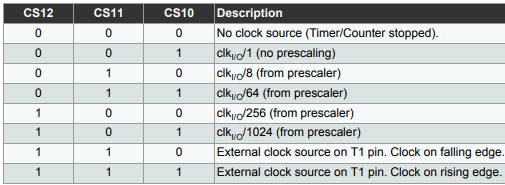 CS12 CS11 CS10 Description
0 0 0 No clock source (Timer/Counter stopped).
0 0 1 clkI/O/1 (no prescaling)
0 1 0 clkI/O/8 (from prescaler)
0 1 1 clkI/O/64 (from prescaler)
1 0 0 clkI/O/256 (from prescaler)
1 0 1 clkI/O/1024 (from prescaler)
1 1 0 External clock source on T1 pin. Clock on falling edge.
1 1 1 External clock source on T1 pin. Clock on rising edge.